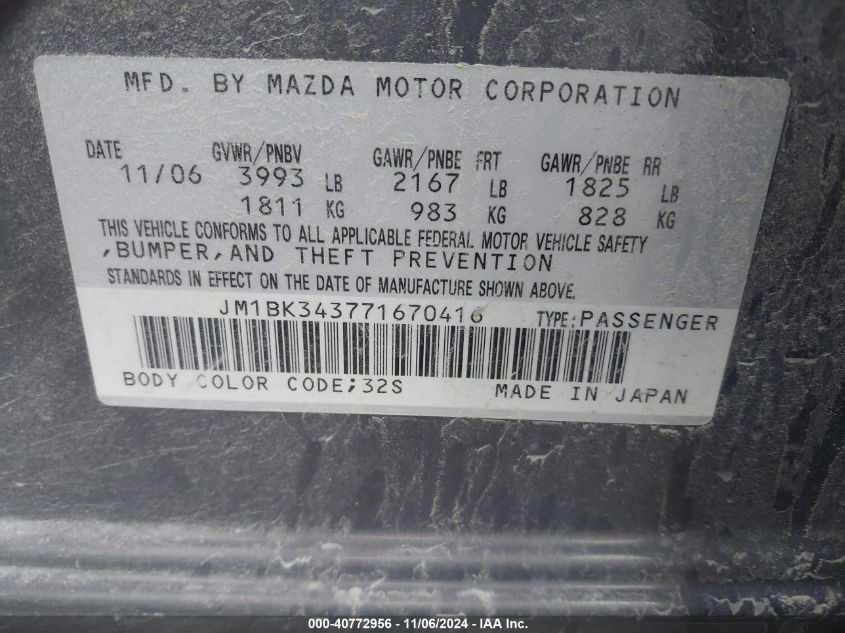 MFD. BY MAZDA MOTOR CORPORATION
DATE GVWR/PNBV GAWR/PNBE FRT GAWR/PNBE RR
11/06 3993 LB 2167 LB 1825 LB
1811 KG 983 KG 828 KG
THIS VEHICLE CONFORMS TO ALL APPLICABLE FEDERAL MOTOR VEHICLE SAFETY
,BUMPER,AND THEFT PREVENTION
STANDARDS IN EFFECT ON THE DATE OF MANUFACTURE SHOWN ABOVE.
JM1BK343771670416 TYPE:PASSENGER
BODY COLOR CODE;32S MADE IN JAPAN
000-40772956 - 11/06/2024 - IAA Inc.